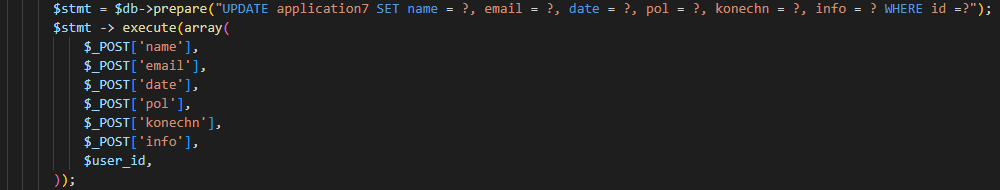 $stmt = $db->prepare("UPDATE application7 SET name = ?, email = ?, date = ?, pol = ?, konechn = ?, info = ? WHERE id =?");
$stmt -> execute(array(
$_POST['name'],
$_POST['email'],
$_POST['date'],
$_POST['pol'],
$_POST['konechn'],
$_POST['info'],
$user_id,
));